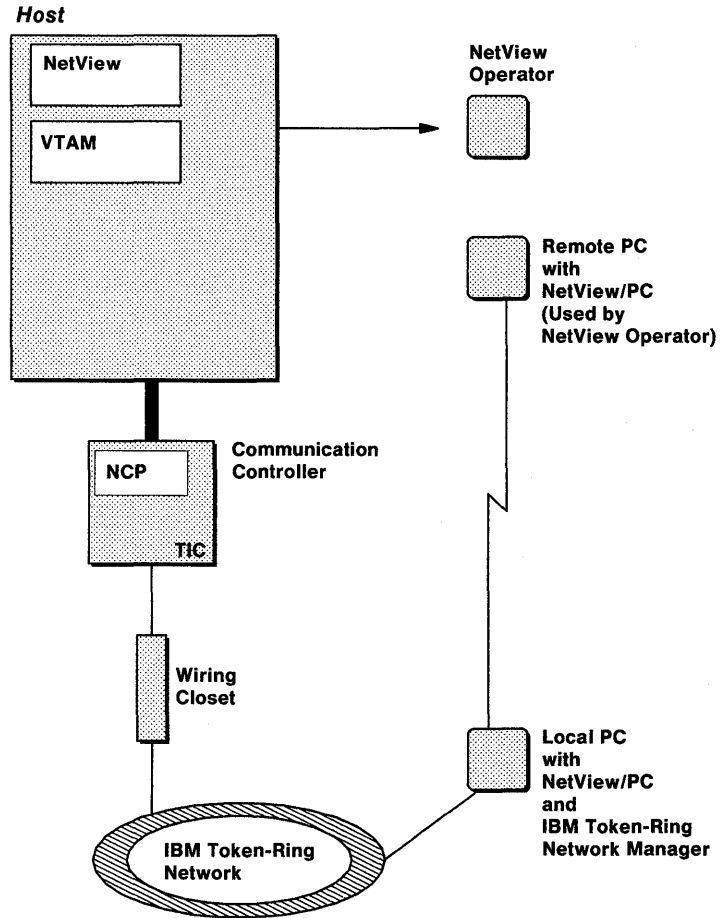 Host
NetView
VTAM
NetView
Operator
Remote PC
with
NetView/PC
(Used by
NetView Operator)
NCP
TIC
Communication
Controller
Wiring
Closet
Local PC
with
NetView/PC
and
IBM Token-Ring
Network Manager
IBM Token-Ring
Network